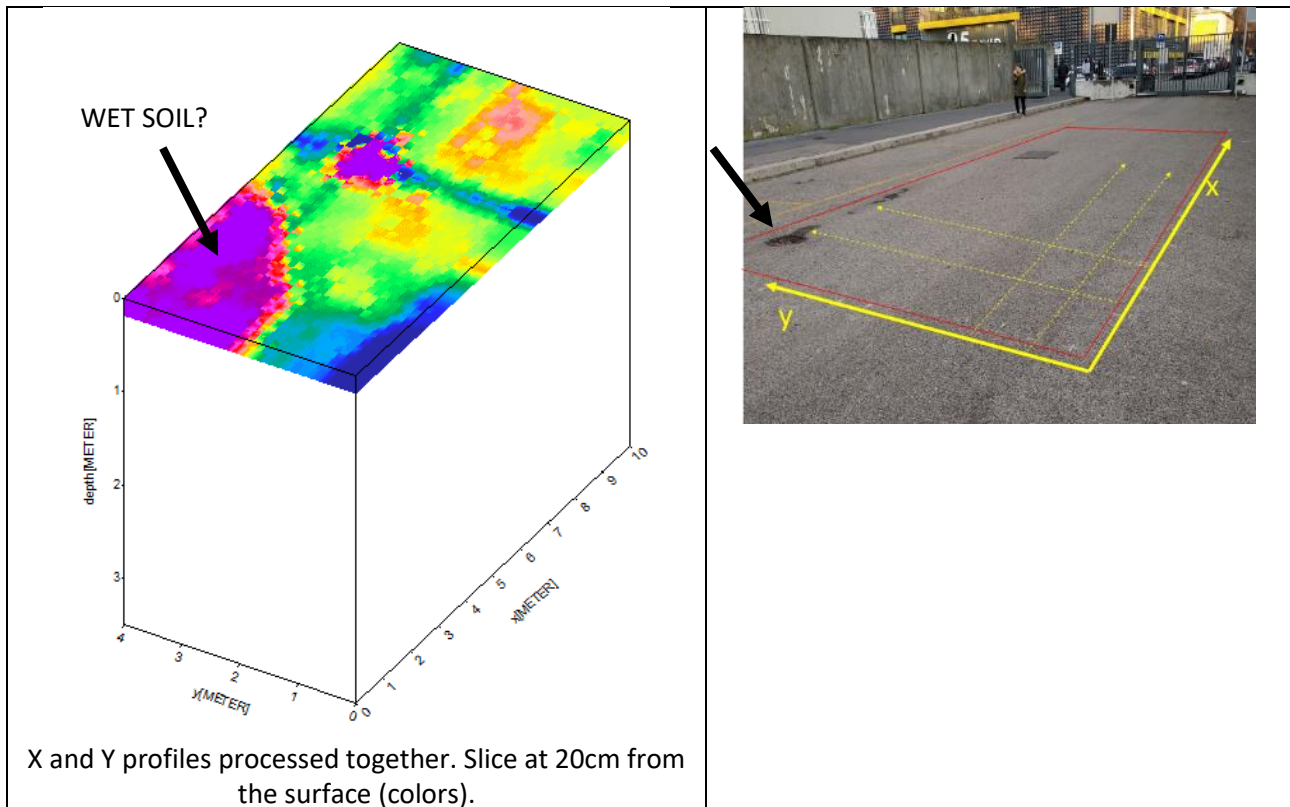 WET SOIL?
0
1
2
3
depth[METER]
4
3
2
1
0
y[METER]
0
1
2
3
4
5
6
7
8
9
10
x[METER]
X and Y profiles processed together. Slice at 20cm from
the surface (colors).
x
y